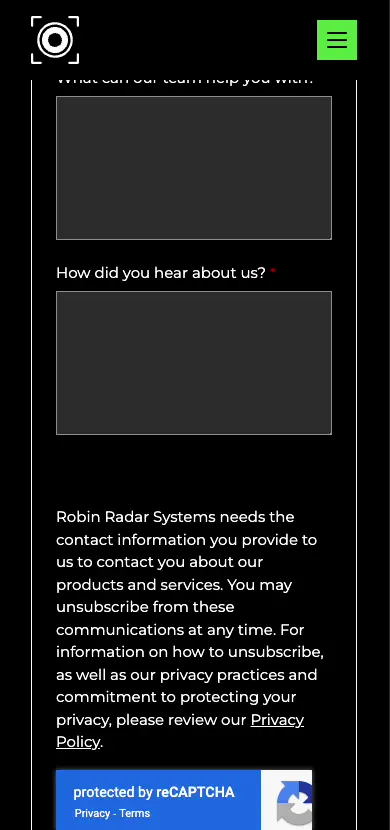 What can our team help you with?
How did you hear about us? *
Robin Radar Systems needs the
contact information you provide to
us to contact you about our
products and services. You may
unsubscribe from these
communications at any time. For
information on how to unsubscribe,
as well as our privacy practices and
commitment to protecting your
privacy, please review our Privacy
Policy.
protected by reCAPTCHA
Privacy - Terms